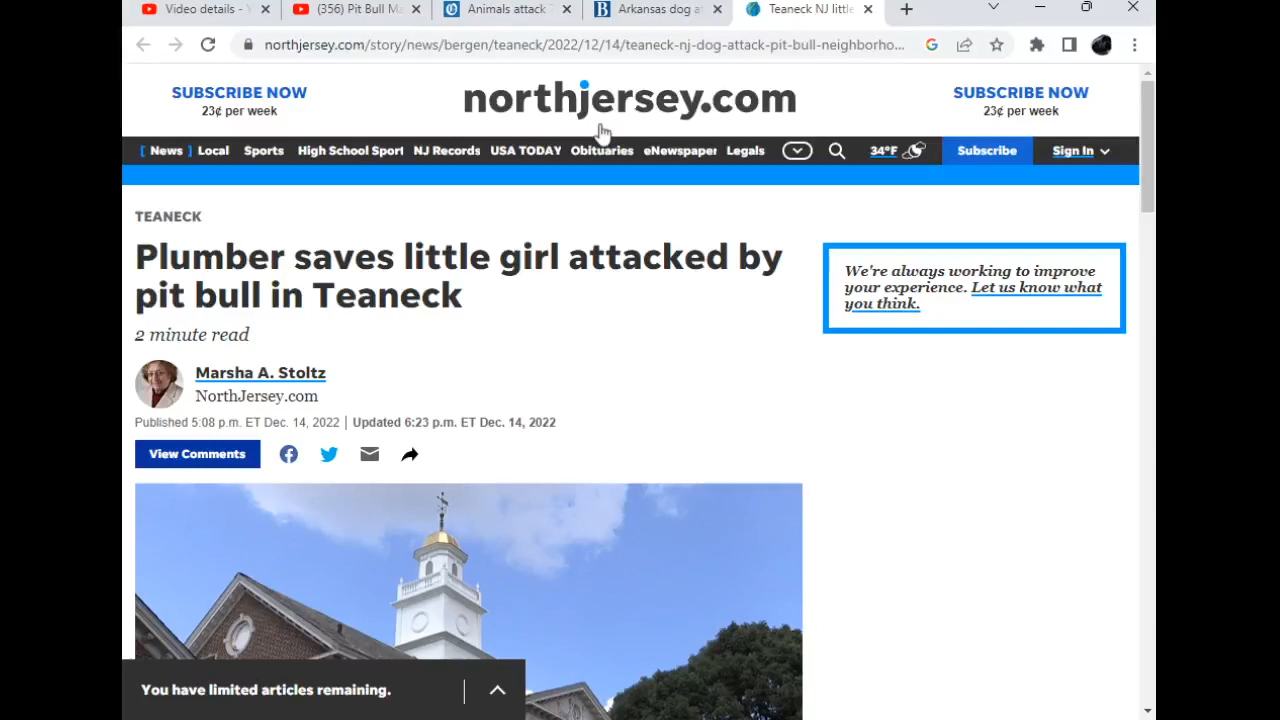 Video details -
(356) Pit Bull Ma
Animals attack
Arkansas dog at
Teaneck NJ little
northjersey.com/story/news/bergen/teaneck/2022/12/14/teaneck-nj-dog-attack-pit-bull-neighborho...
SUBSCRIBE NOW
23¢ per week
northjersey.com
SUBSCRIBE NOW
23¢ per week
[ News ] Local Sports High School Sport NJ Records USA TODAY Obituaries eNewspaper Legals 34°F Subscribe Sign In
TEANECK
Plumber saves little girl attacked by
pit bull in Teaneck
2 minute read
Marsha A. Stoltz
NorthJersey.com
Published 5:08 p.m. ET Dec. 14, 2022 | Updated 6:23 p.m. ET Dec. 14, 2022
View Comments
We're always working to improve
your experience. Let us know what
you think.
You have limited articles remaining.